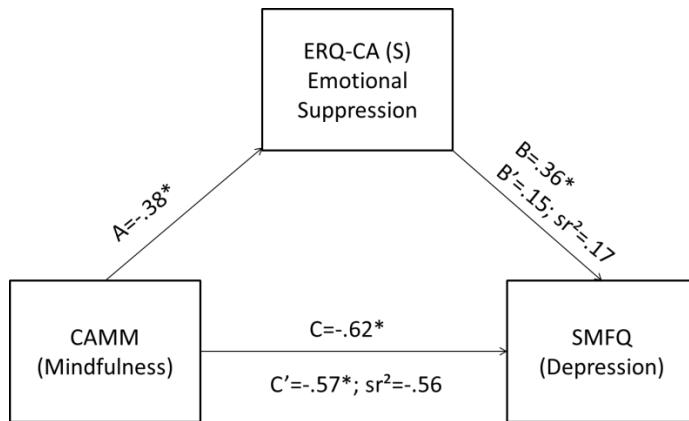 ERQ-CA (S)
Emotional
Suppression
A=-.38*
B=.36*
B’=.15; sr²=.17
CAMM
(Mindfulness)
C=-.62*
C’=-.57*; sr²=-.56
SMFQ
(Depression)